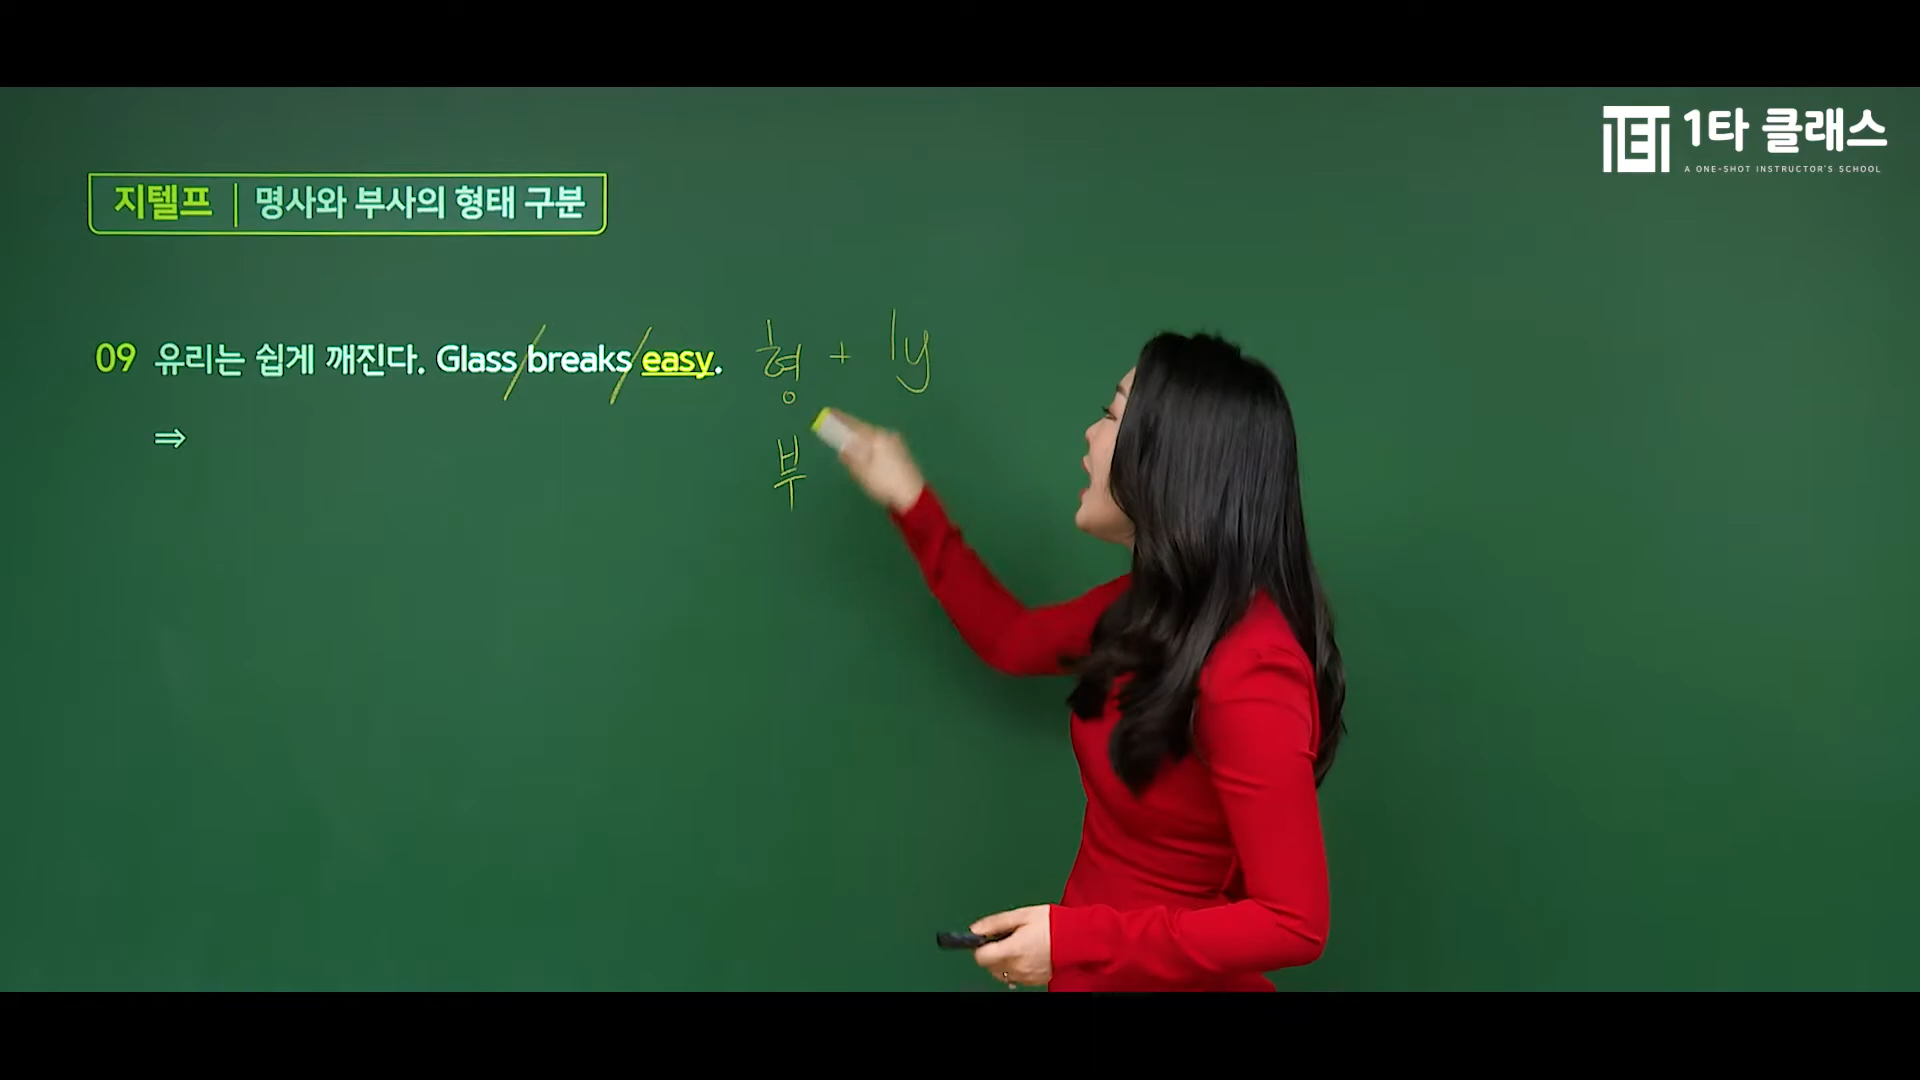 1타 클래스
A ONE-SHOT INSTRUCTOR'S SCHOOL
지텔프 | 명사와 부사의 형태 구분
09 유리는 쉽게 깨진다. Glass / breaks / easy. 형 + ly
⇒
부